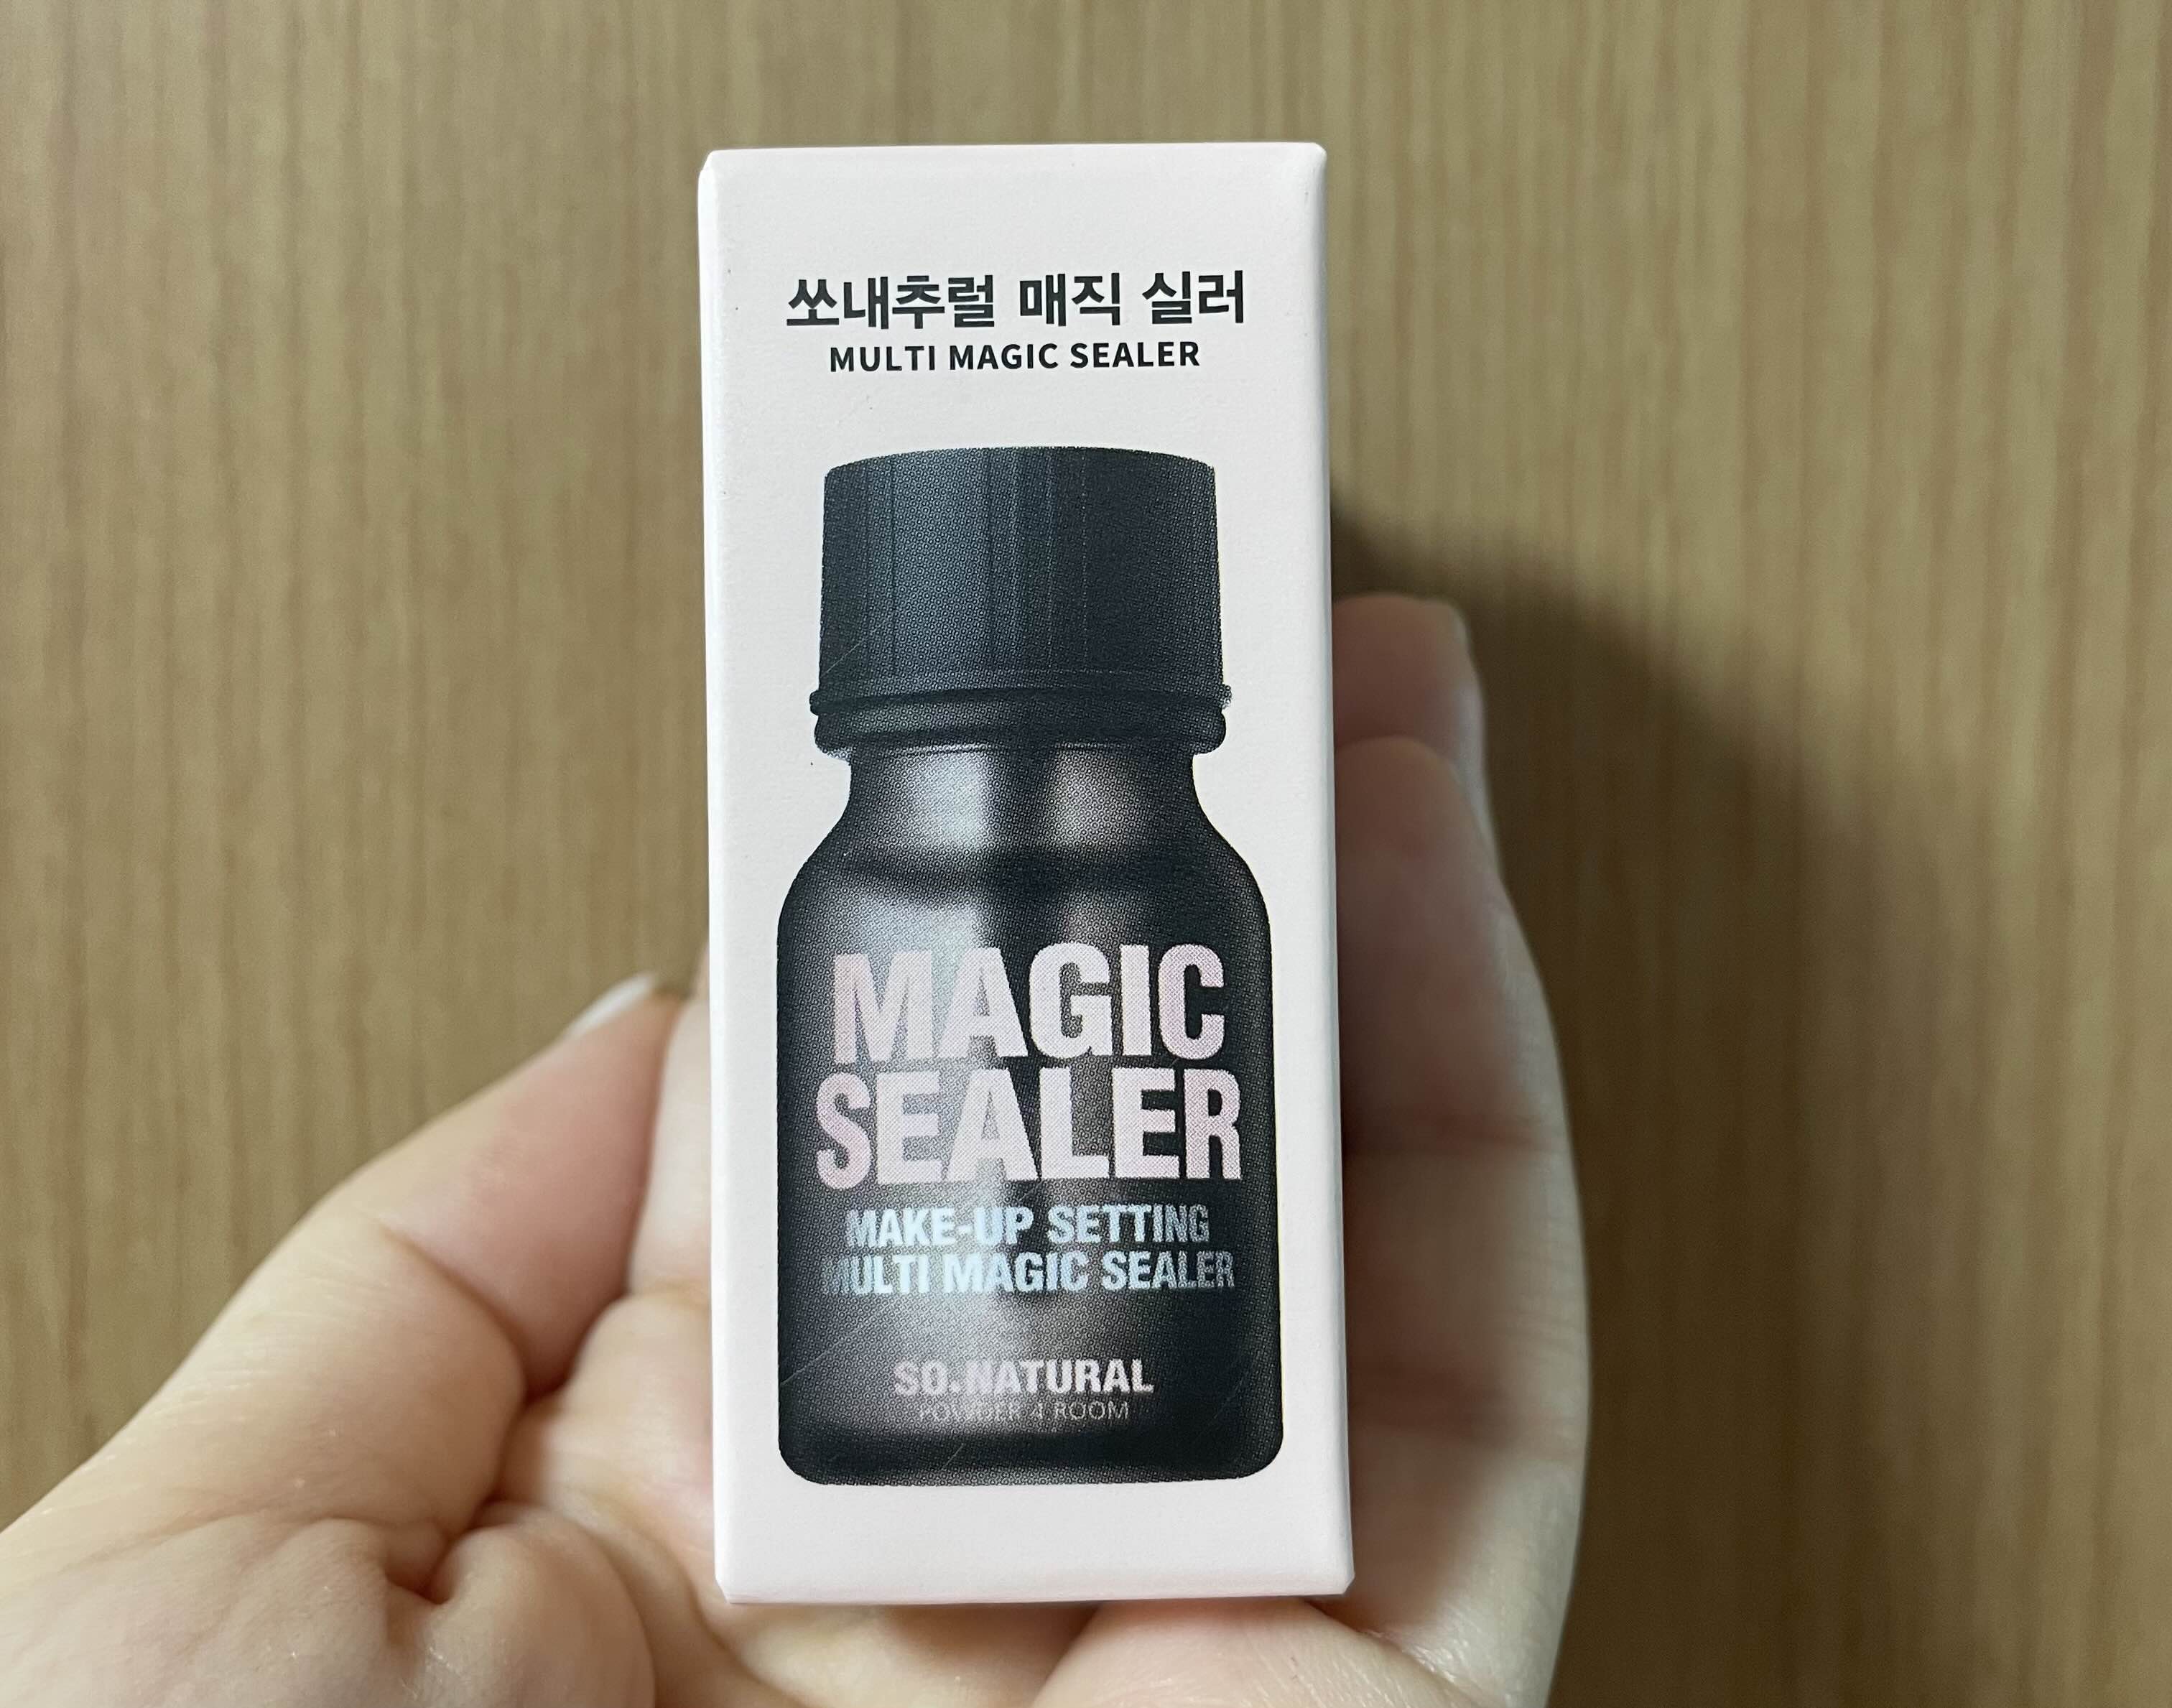 쏘내추럴 매직 실러
MULTI MAGIC SEALER
MAGIC
SEALER
MAKE-UP SETTING
MULTI MAGIC SEALER
SO.NATURAL
POWDER 4 ROOM